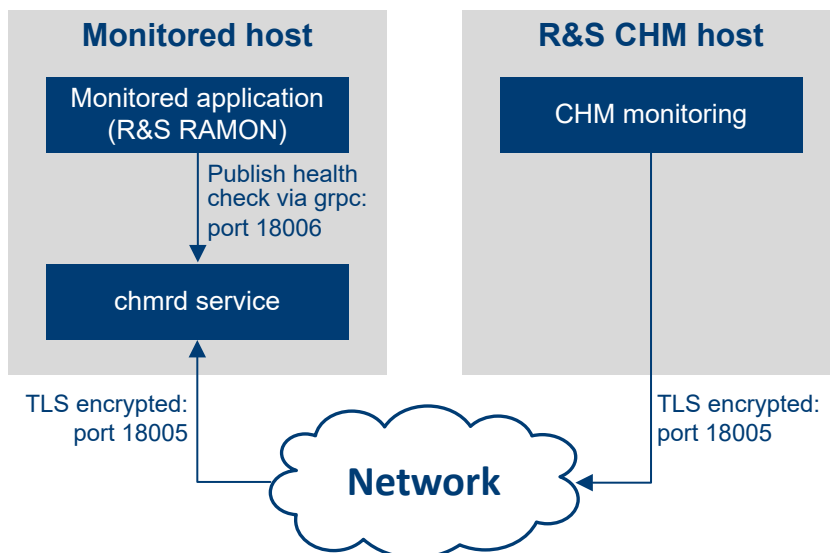 Monitored host
Monitored application
(R&S RAMON)
Publish health
check via grpc:
port 18006
chmrd service
TLS encrypted:
port 18005
R&S CHM host
CHM monitoring
TLS encrypted:
port 18005
Network